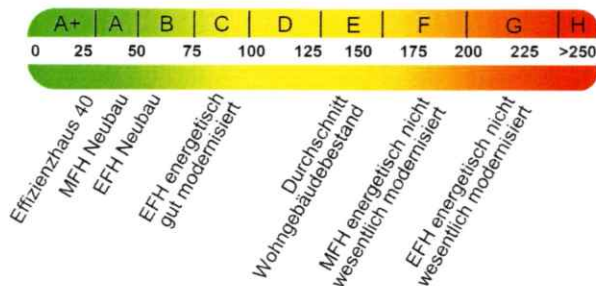 A+ A B C D E F G H
0 25 50 75 100 125 150 175 200 225 >250
Effizienzhaus 40
MFH Neubau
EFH Neubau
EFH energetisch
gut modernisiert
Durchschnitt
Wohngebäudebestand
MFH energetisch nicht
wesentlich modernisiert
EFH energetisch nicht
wesentlich modernisiert